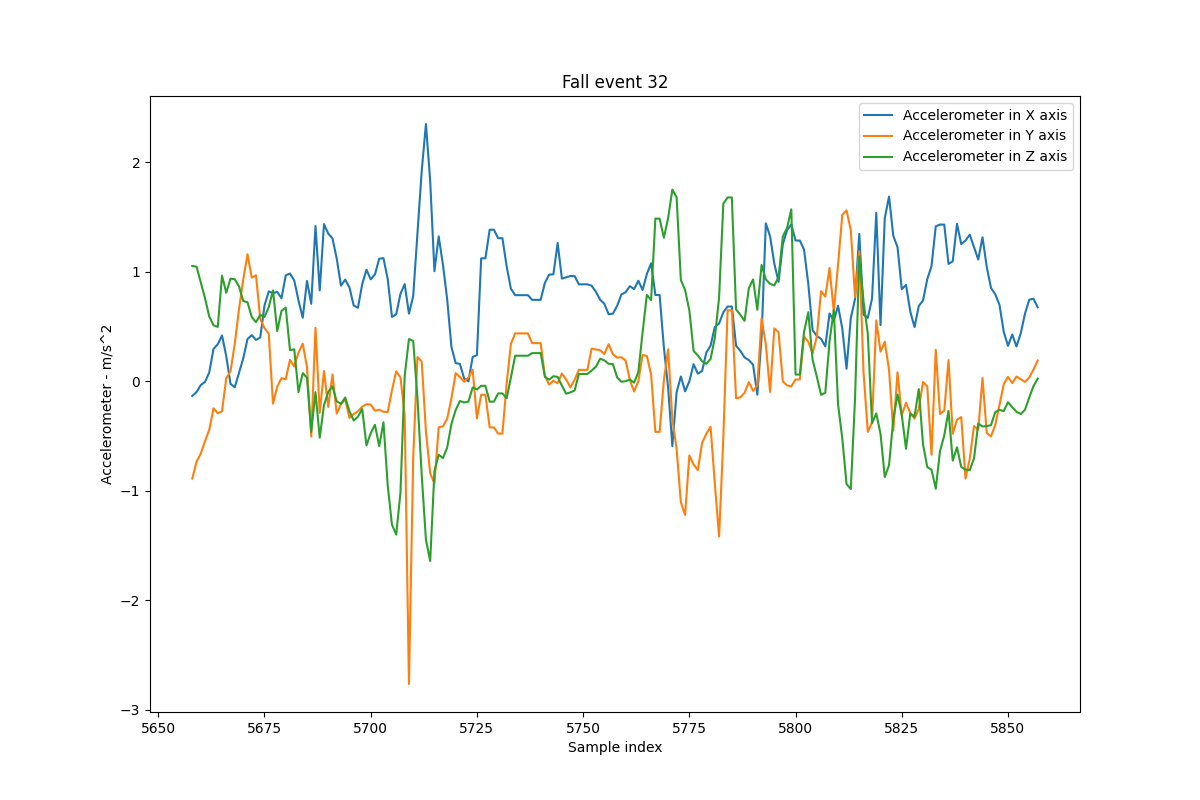 Fall event 32
Accelerometer in X axis
Accelerometer in Y axis
Accelerometer in Z axis
Accelerometer - m/s^2
2
1
0
−1
−2
−3
5650 5675 5700 5725 5750 5775 5800 5825 5850
Sample index